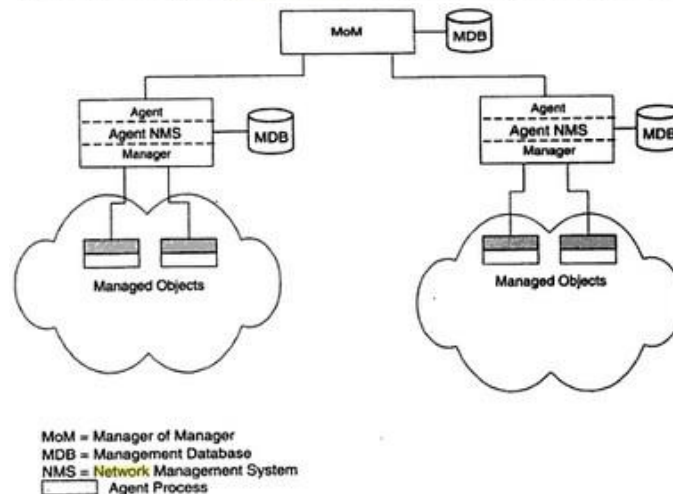 MoM
MDB
Agent
Agent NMS
Manager
MDB
Agent
Agent NMS
Manager
MDB
Managed Objects
Managed Objects
MoM = Manager of Manager
MDB = Management Database
NMS = Network Management System
Agent Process